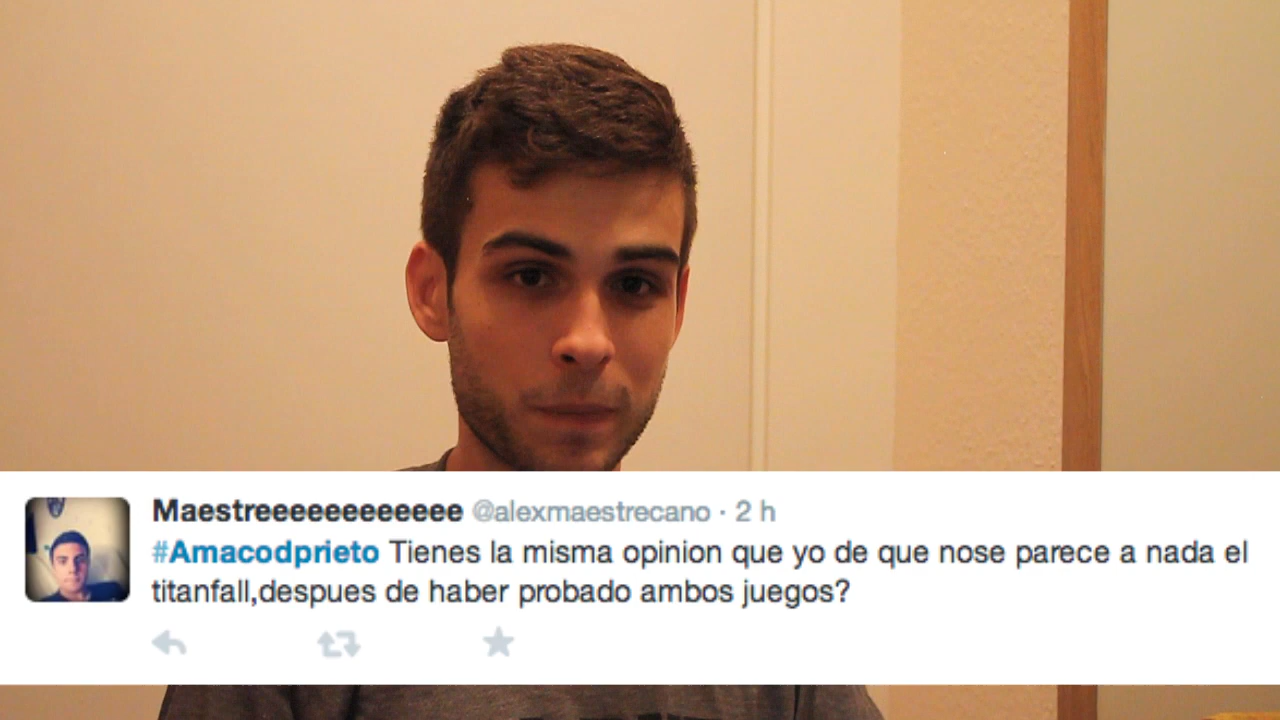 Maestreeeeeeeeeeeee @alexmaestrecano · 2 h
#Amacodprieto Tienes la misma opinion que yo de que nose parece a nada el
titanfall,despues de haber probado ambos juegos?